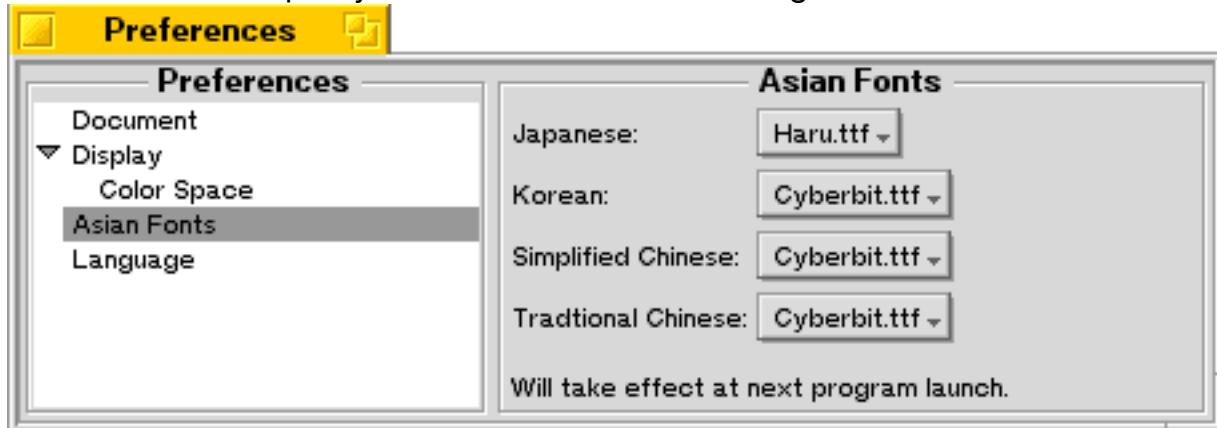 Preferences
Preferences
Document
Display
Color Space
Asian Fonts
Language
Asian Fonts
Japanese: Haru.ttf
Korean: Cyberbit.ttf
Simplified Chinese: Cyberbit.ttf
Tradtional Chinese: Cyberbit.ttf
Will take effect at next program launch.